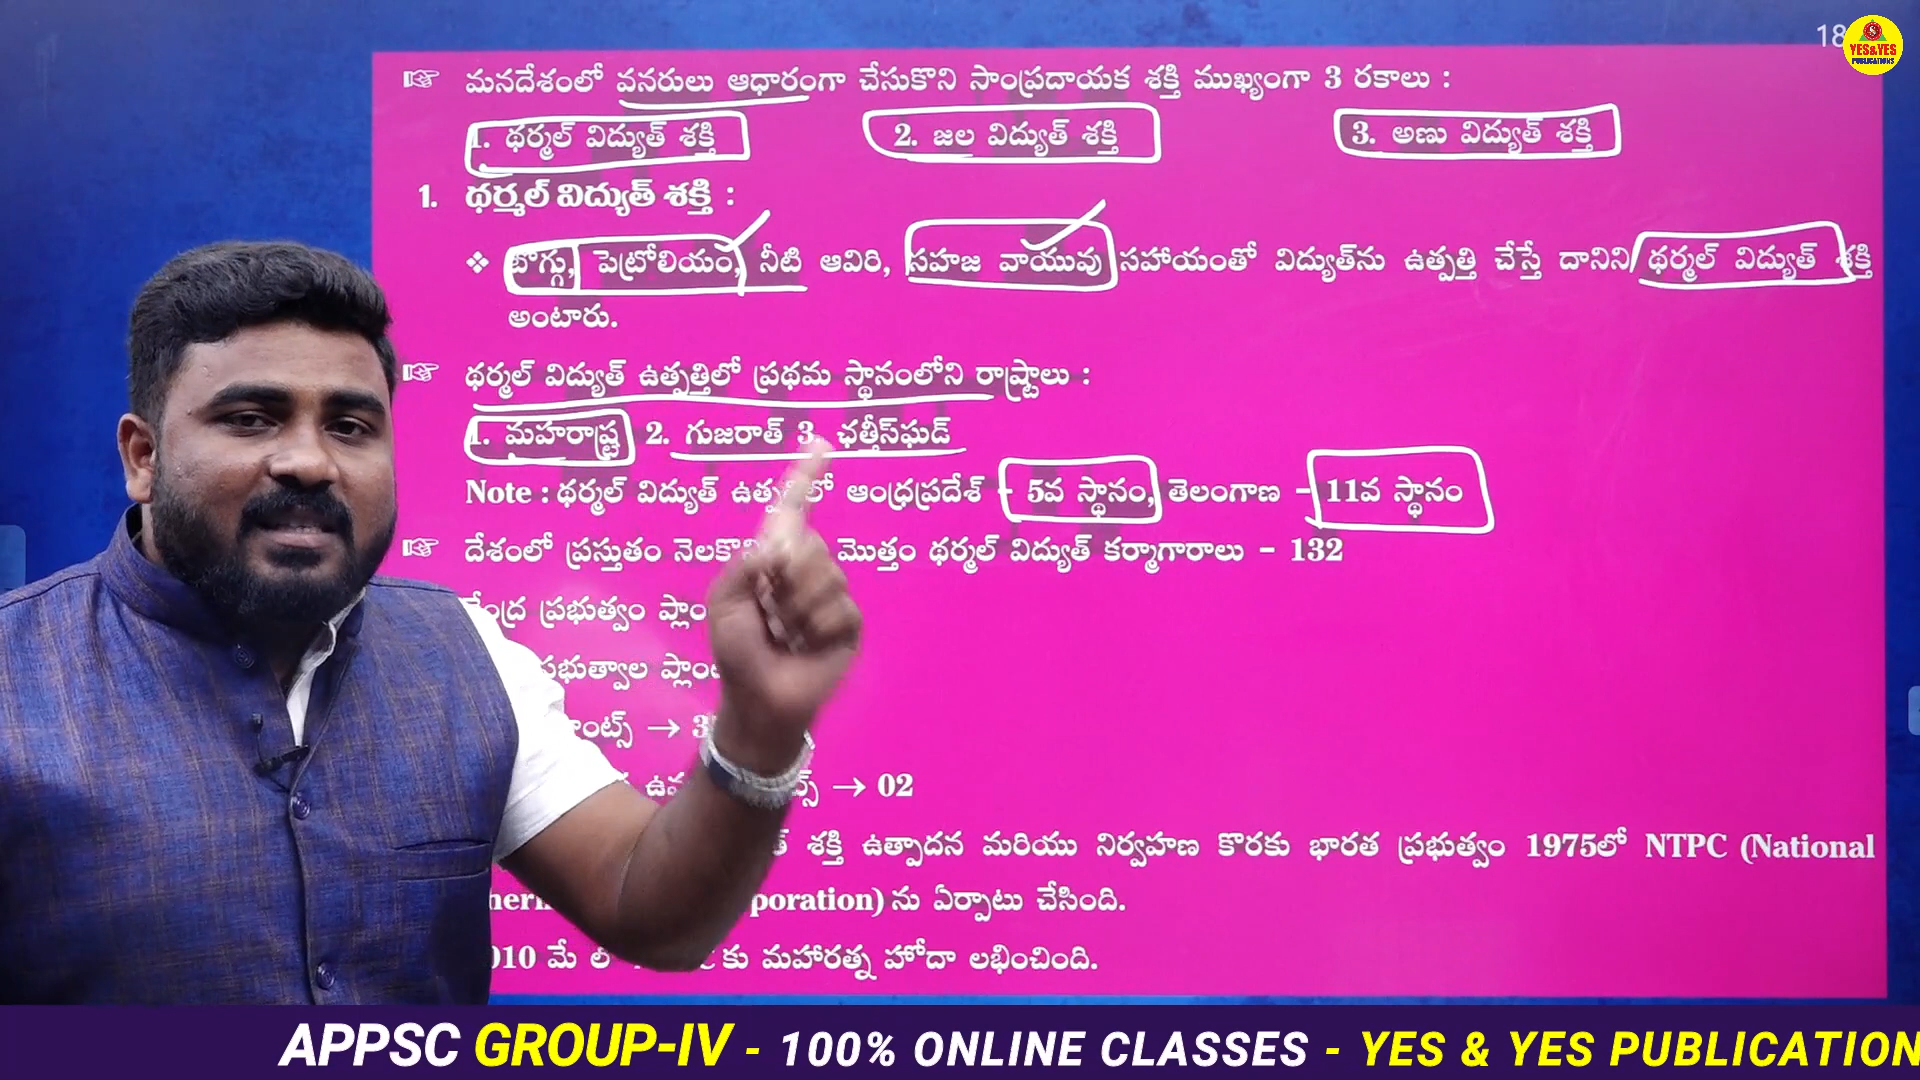 18
YES&YES
PUBLICATIONS
☞ మనదేశంలో వనరులు ఆధారంగా చేసుకొని సాంప్రదాయక శక్తి ముఖ్యంగా 3 రకాలు :
1. థర్మల్ విద్యుత్ శక్తి 2. జల విద్యుత్ శక్తి 3. అణు విద్యుత్ శక్తి
1. థర్మల్ విద్యుత్ శక్తి :
❖ బొగ్గు, పెట్రోలియం, నీటి ఆవిరి, సహజ వాయువు సహాయంతో విద్యుత్‌ను ఉత్పత్తి చేస్తే దానిని థర్మల్ విద్యుత్ శక్తి
అంటారు.
☞ థర్మల్ విద్యుత్ ఉత్పత్తిలో ప్రథమ స్థానంలోని రాష్ట్రాలు :
1. మహరాష్ట్ర 2. గుజరాత్ 3. ఛత్తీస్‌ఘడ్
Note : థర్మల్ విద్యుత్ ఆంధ్రప్రదేశ్ - 5వ స్థానం, తెలంగాణ - 11వ స్థానం
☞ దేశంలో ప్రస్తుతం మొత్తం థర్మల్ విద్యుత్ కర్మాగారాలు - 132
ప్రభుత్వం
→
→ 02
శక్తి ఉత్పాదన మరియు నిర్వహణ కొరకు భారత ప్రభుత్వం 1975లో NTPC (National
poration) ను ఏర్పాటు చేసింది.
010 మే కు మహారత్న హోదా లభించింది.
APPSC GROUP-IV - 100% ONLINE CLASSES - YES & YES PUBLICATION